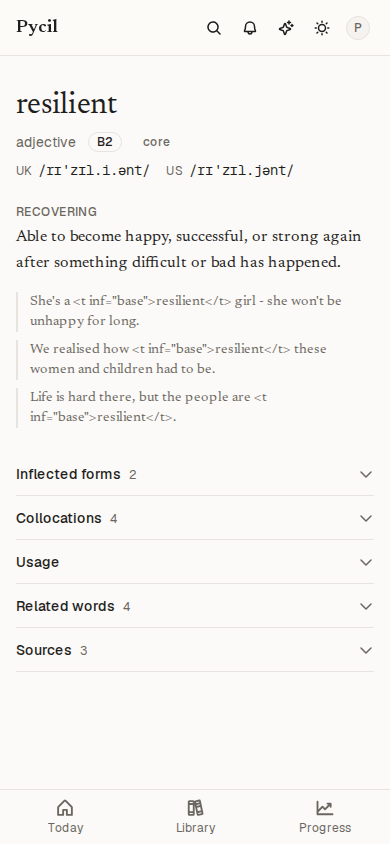 Pycil
P
resilient
adjective B2 core
UK /rɪˈzɪl.i.ənt/ US /rɪˈzɪl.jənt/
RECOVERING
Able to become happy, successful, or strong again
after something difficult or bad has happened.
She's a <t inf="base">resilient</t> girl - she won't be
unhappy for long.
We realised how <t inf="base">resilient</t> these
women and children had to be.
Life is hard there, but the people are <t
inf="base">resilient</t>.
Inflected forms 2
Collocations 4
Usage
Related words 4
Sources 3
Today Library Progress